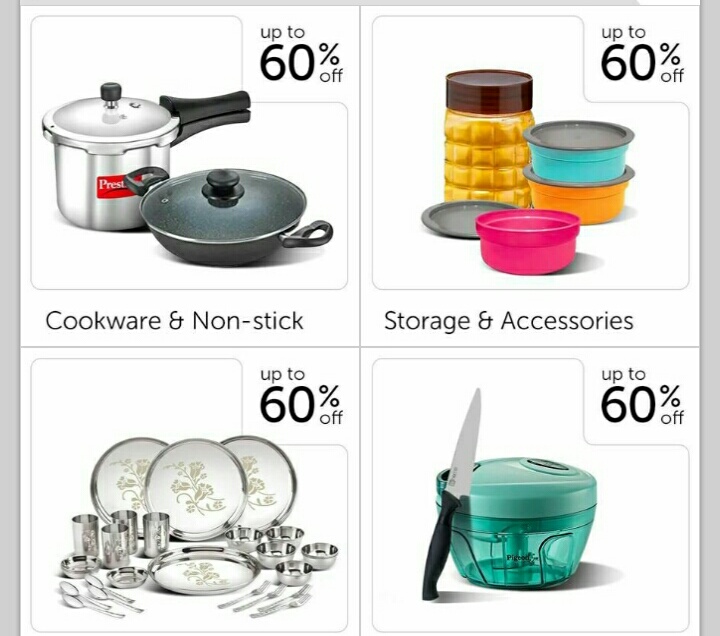 up to
60%
off
up to
60%
off
Cookware & Non-stick
Storage & Accessories
up to
60%
off
up to
60%
off